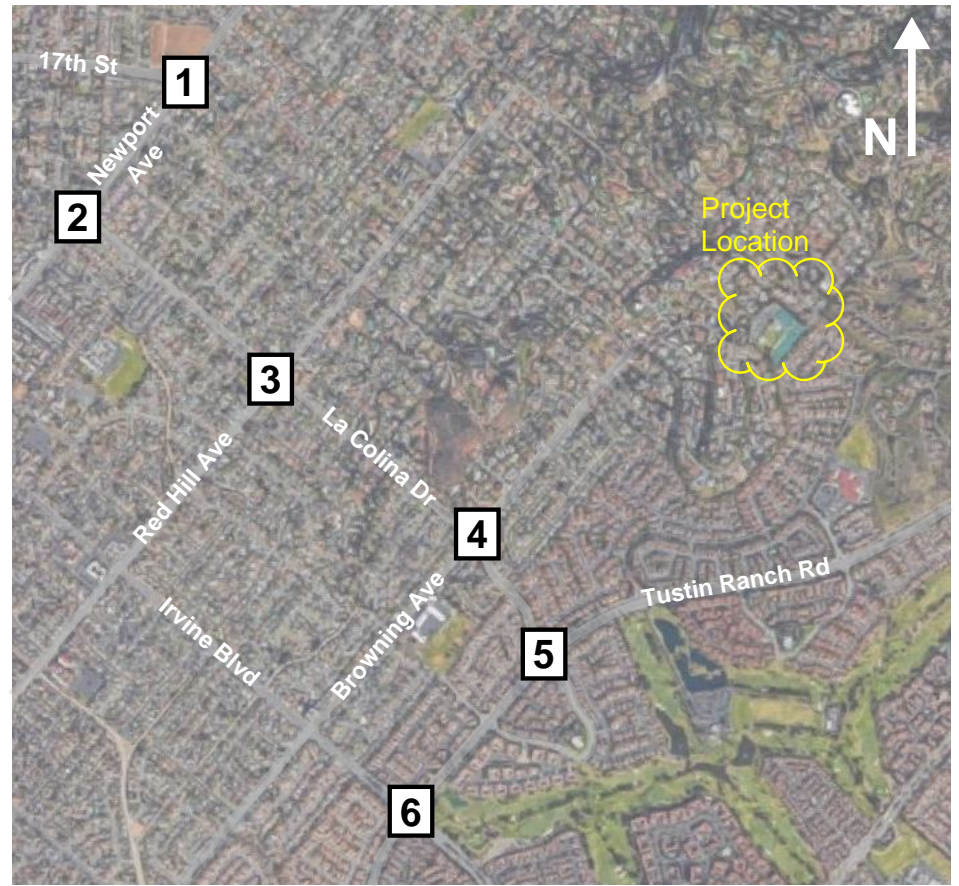 17th St
1
Newport
Ave
N
2
Project
Location
3
La Colina Dr
Red Hill Ave
4
Tustin Ranch Rd
Irvine Blvd
Browning Ave
5
6